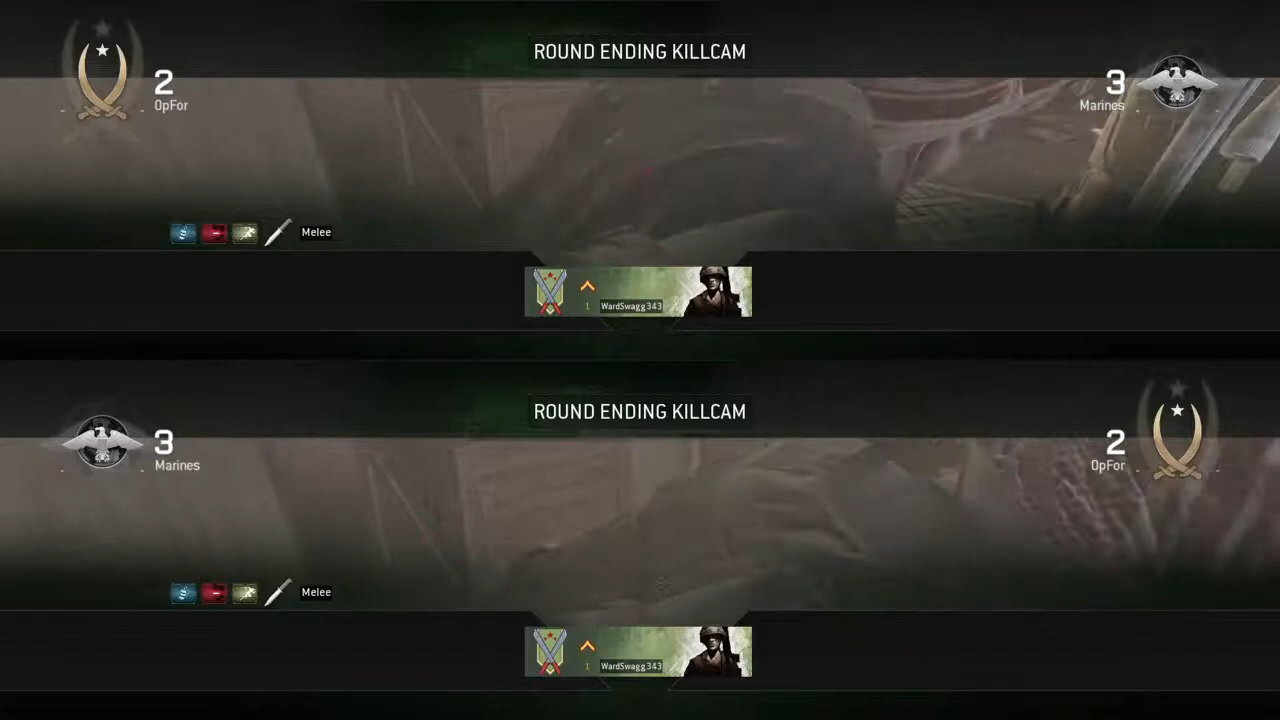 ROUND ENDING KILLCAM
2
OpFor
3
Marines
Melee
1 WardSwagg343
ROUND ENDING KILLCAM
3
Marines
2
OpFor
Melee
1 WardSwagg343